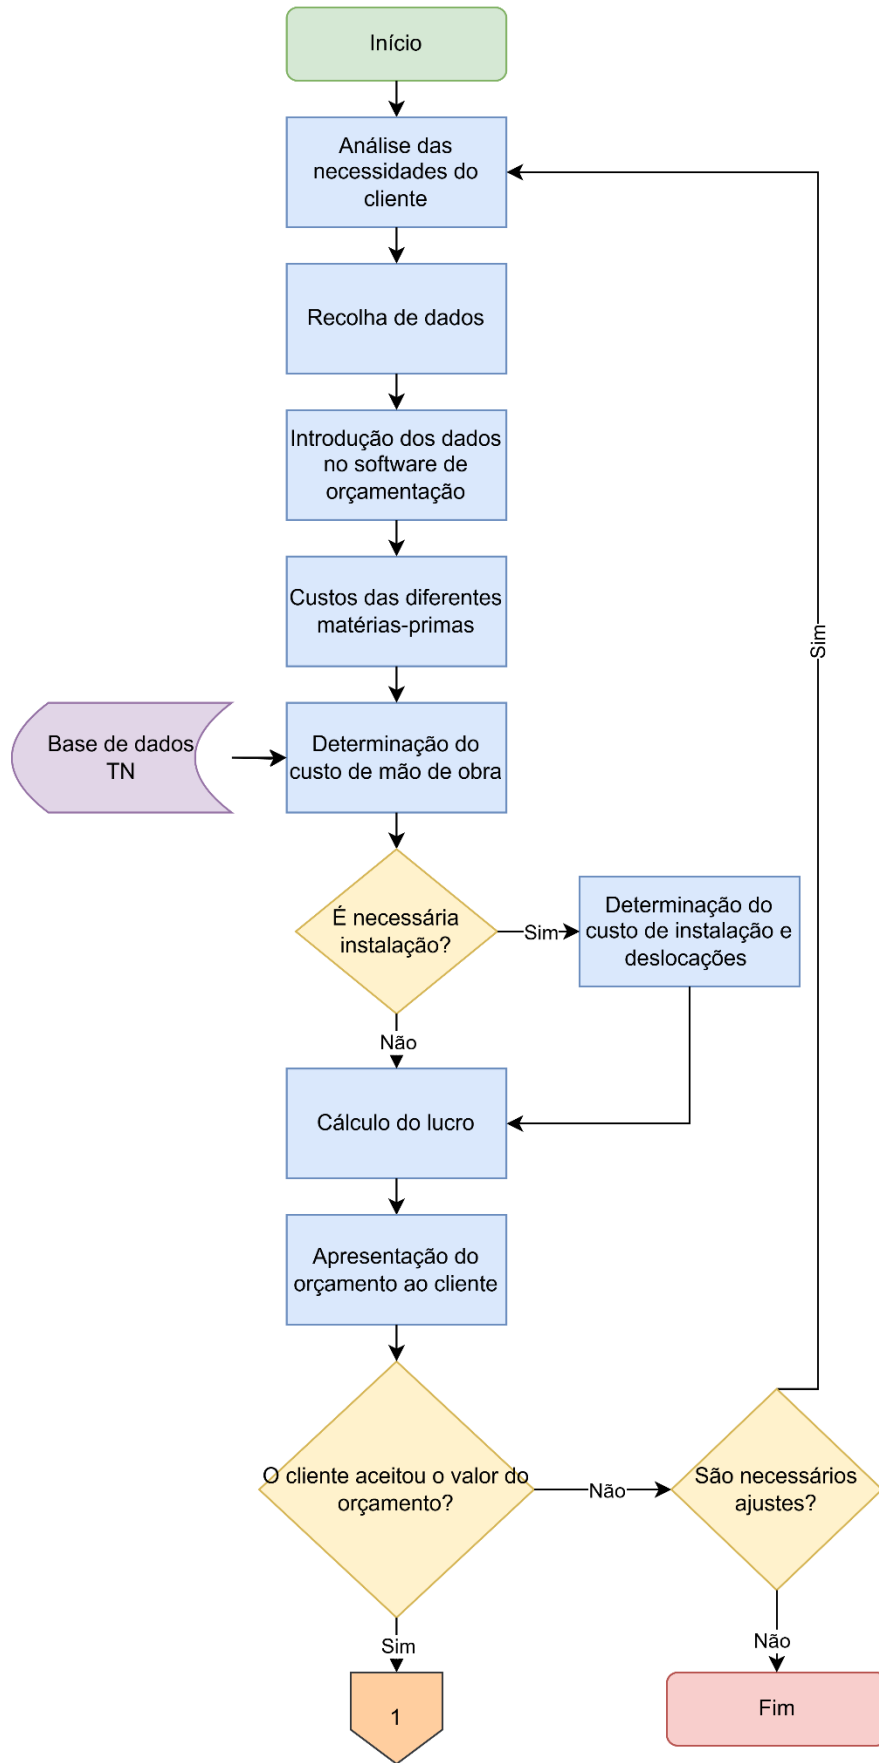 Início
Análise das
necessidades do
cliente
Recolha de dados
Introdução dos dados
no software de
orçamentação
Custos das diferentes
matérias-primas
Sim
Base de dados
TN
Determinação do
custo de mão de obra
É necessária
instalação?
Sim
Determinação do
custo de instalação e
deslocações
Não
Cálculo do lucro
Apresentação do
orçamento ao cliente
O cliente aceitou o valor do
orçamento?
Não
São necessários
ajustes?
Sim
Não
1
Fim